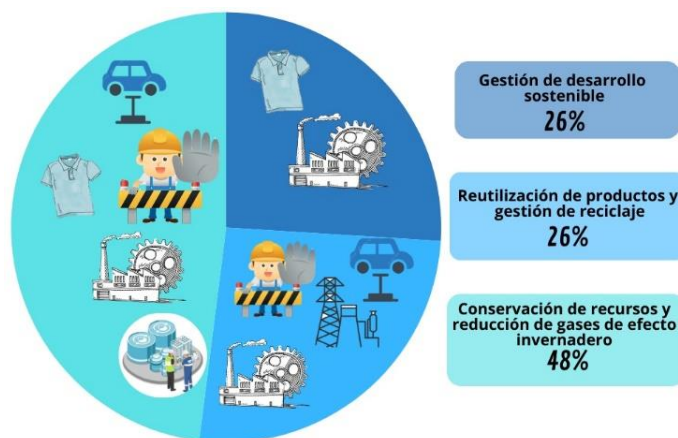 Gestión de desarrollo
sostenible
26%
Reutilización de productos y
gestión de reciclaje
26%
Conservación de recursos y
reducción de gases de efecto
invernadero
48%